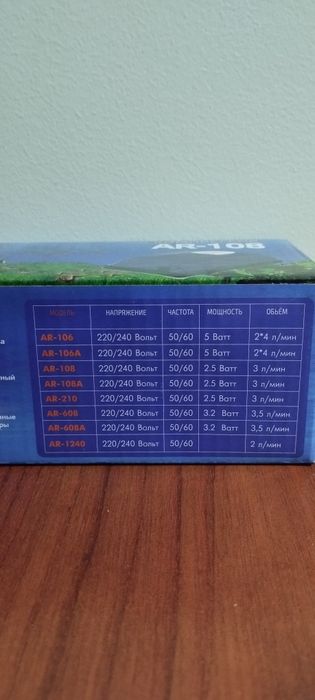 AR-108
МОДЕЛЬ НАПРЯЖЕНИЕ ЧАСТОТА МОЩНОСТЬ ОБЪЁМ
AR-106 220/240 Вольт 50/60 5 Ватт 2*4 л/мин
AR-106A 220/240 Вольт 50/60 5 Ватт 2*4 л/мин
AR-108 220/240 Вольт 50/60 2.5 Ватт 3 л/мин
AR-108A 220/240 Вольт 50/60 2.5 Ватт 3 л/мин
AR-210 220/240 Вольт 50/60 2.5 Ватт 3 л/мин
AR-608 220/240 Вольт 50/60 3.2 Ватт 3,5 л/мин
AR-608A 220/240 Вольт 50/60 3.2 Ватт 3,5 л/мин
AR-1240 220/240 Вольт 50/60 2 л/мин